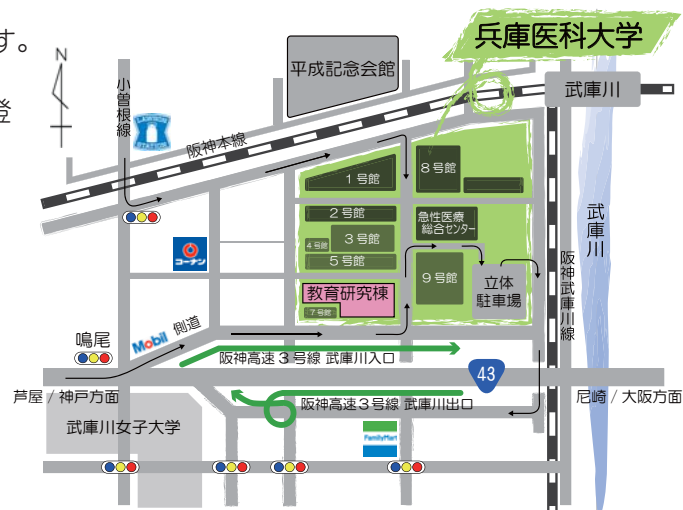 す。
登
N
兵庫医科大学
平成記念会館
武庫川
小曽根線
LAWSON
STATION
阪神本線
1号館
8号館
2号館
急性医療
総合センター
4号館
3号館
5号館
コーナン
9号館
立体
駐車場
教育研究棟
7号館
武庫川
阪神武庫川線
鳴尾
Mobil
側道
阪神高速3号線 武庫川入口
43
芦屋/神戸方面
尼崎/大阪方面
阪神高速3号線 武庫川出口
武庫川女子大学
FamilyMart